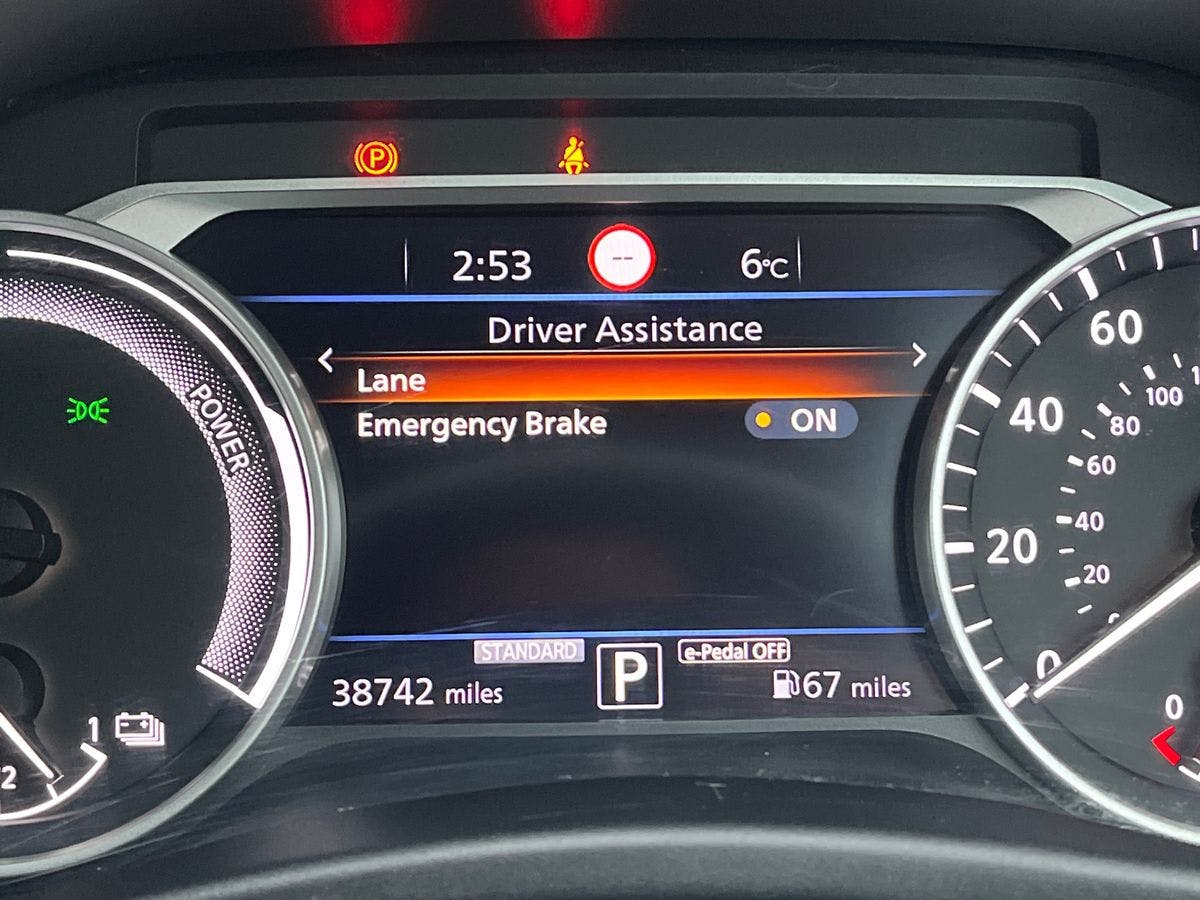 P
2:53
--
6°C
Driver Assistance
< >
Lane
Emergency Brake ON
STANDARD
P
e-Pedal OFF
38742 miles
67 miles
POWER
1
/2
60
40
20
0
100
80
60
40
20
0